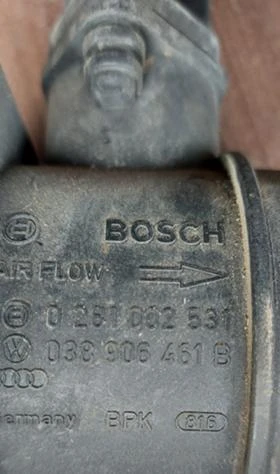 BOSCH
AIR FLOW
0 281 002 531
038 906 461 B
Germany BPK 816